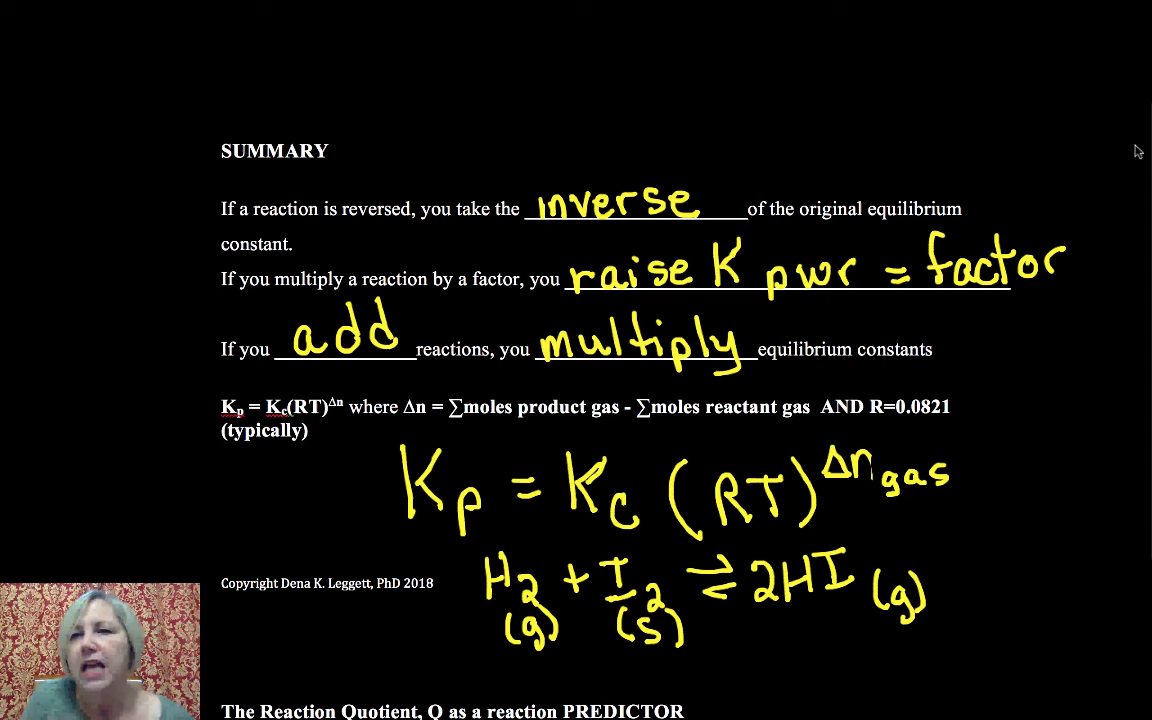 SUMMARY
If a reaction is reversed, you take the inverse of the original equilibrium
constant.
If you multiply a reaction by a factor, you raise K pwr = factor
If you add reactions, you multiply equilibrium constants
Kp = Kc(RT)^Δn where Δn = ∑moles product gas - ∑moles reactant gas AND R=0.0821
(typically)
Kp = Kc (RT)^Δn gas
H2 + I2 ⇌ 2HI (g)
(g) (s)
Copyright Dena K. Leggett, PhD 2018
The Reaction Quotient, Q as a reaction PREDICTOR